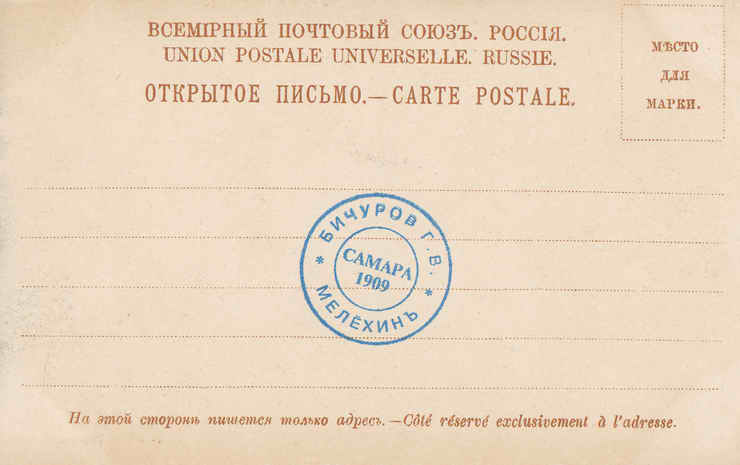 ВСЕМІРНЫЙ ПОЧТОВЫЙ СОЮЗЪ. РОССІЯ.
UNION POSTALE UNIVERSELLE. RUSSIE.
ОТКРЫТОЕ ПИСЬМО.—CARTE POSTALE.
МѢСТО
ДЛЯ
МАРКИ.
БИЧУРОВ Г. В.
САМАРА
1909
* МЕЛЁХИНЪ *
На этой сторонѣ пишется только адресъ.—Côté réservé exclusivement à l'adresse.